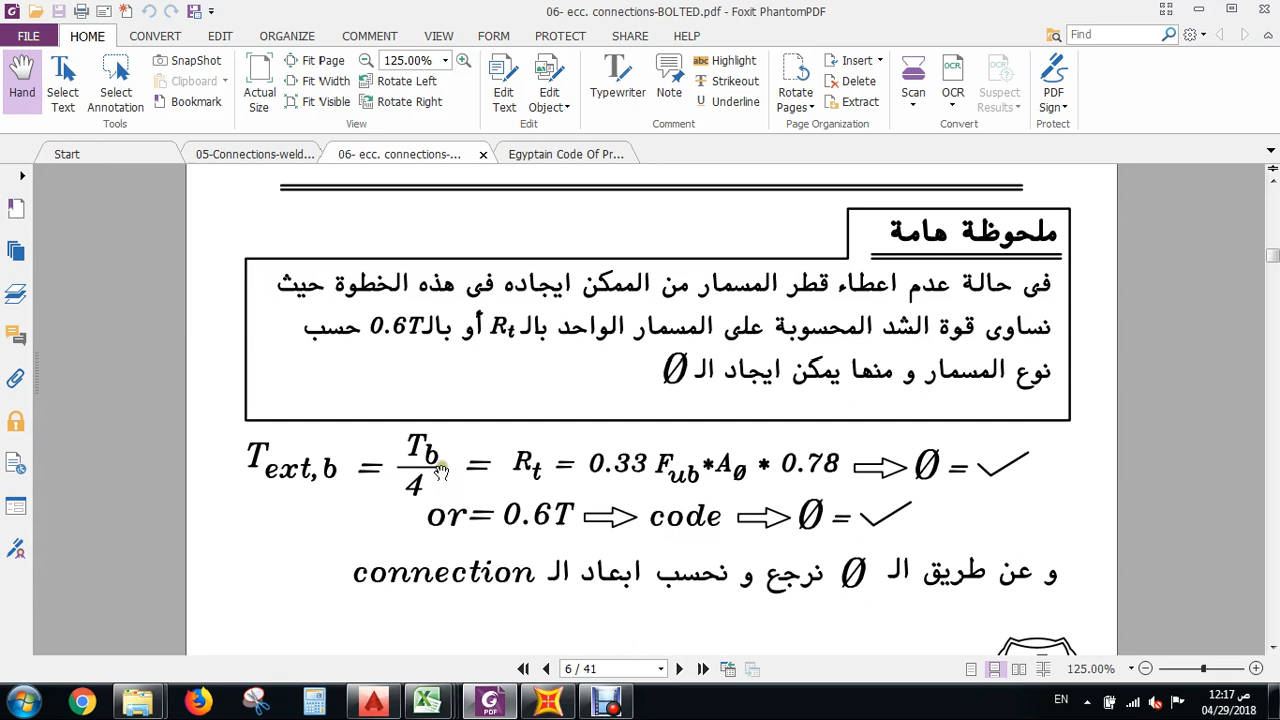 06- ecc. connections-BOLTED.pdf - Foxit PhantomPDF
FILE HOME CONVERT EDIT ORGANIZE COMMENT VIEW FORM PROTECT SHARE HELP Find
Hand
Select Text
Select Annotation
SnapShot
Clipboard
Bookmark
Tools
Actual Size
Fit Page
Fit Width
Fit Visible
125.00%
Rotate Left
Rotate Right
View
Edit Text
Edit Object
Edit
Typewriter
Note
Highlight
Strikeout
Underline
Comment
Rotate Pages
Insert
Delete
Extract
Page Organization
Scan
OCR
Suspect Results
Convert
PDF Sign
Protect
Start 05-Connections-weld... 06- ecc. connections-... Egyptain Code Of Pr...
ملحوظة هامة
فى حالة عدم اعطاء قطر المسمار من الممكن ايجاده فى هذه الخطوة حيث
نساوى قوة الشد المحسوبة على المسمار الواحد بالـ Rt أو بالـ 0.6T حسب
نوع المسمار و منها يمكن ايجاد الـ Ø
Text,b = Tb/4 = Rt = 0.33 Fub*AØ * 0.78 ⇒ Ø = ✓
or= 0.6T ⇒ code ⇒ Ø = ✓
و عن طريق الـ Ø نرجع و نحسب ابعاد الـ connection
6 / 41
125.00%
PDF
EN
12:17 ص
04/29/2018